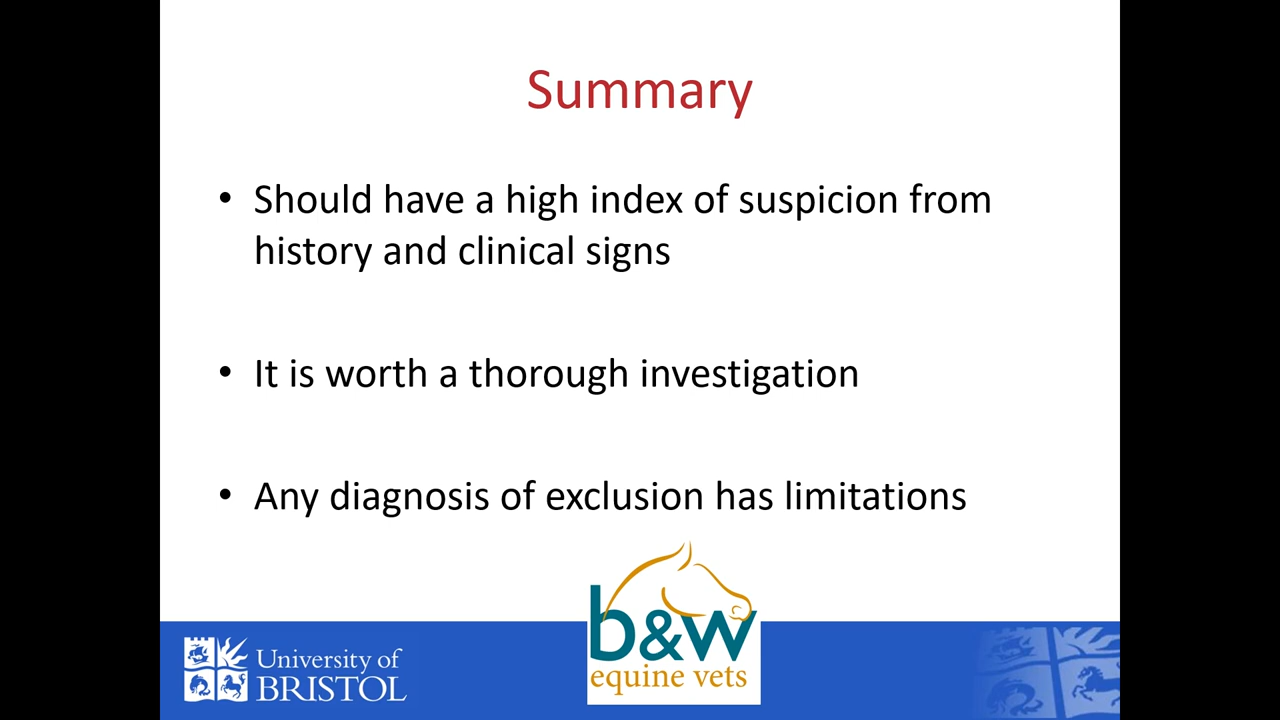 Summary
• Should have a high index of suspicion from
history and clinical signs
• It is worth a thorough investigation
• Any diagnosis of exclusion has limitations
University of
BRISTOL
b&w
equine vets